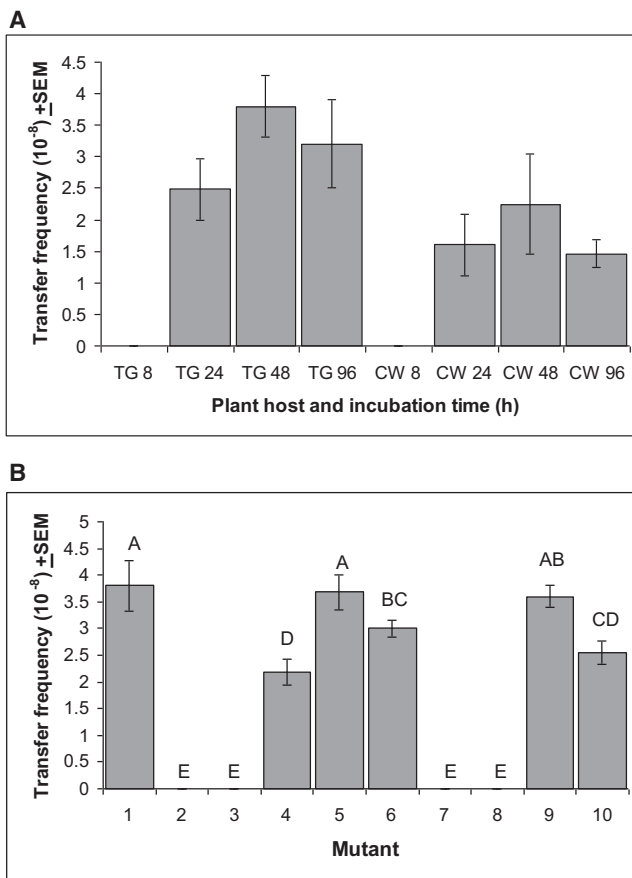 A
Transfer frequency (10-8) ±SEM
4.5
4
3.5
3
2.5
2
1.5
1
0.5
0
TG 8 TG 24 TG 48 TG 96 CW 8 CW 24 CW 48 CW 96
Plant host and incubation time (h)
B
Transfer frequency (10-8) ±SEM
5
4.5
4
3.5
3
2.5
2
1.5
1
0.5
0
A E E D A BC E E AB CD
1 2 3 4 5 6 7 8 9 10
Mutant